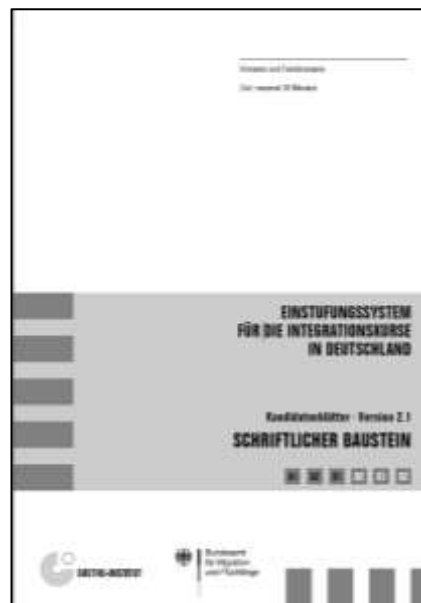 EINSTUFUNGSSYSTEM
FÜR DIE INTEGRATIONSKURSE
IN DEUTSCHLAND
Kandidatenblätter · Version 2.1
SCHRIFTLICHER BAUSTEIN
GOETHE-INSTITUT
Bundesamt
für Migration
und Flüchtlinge